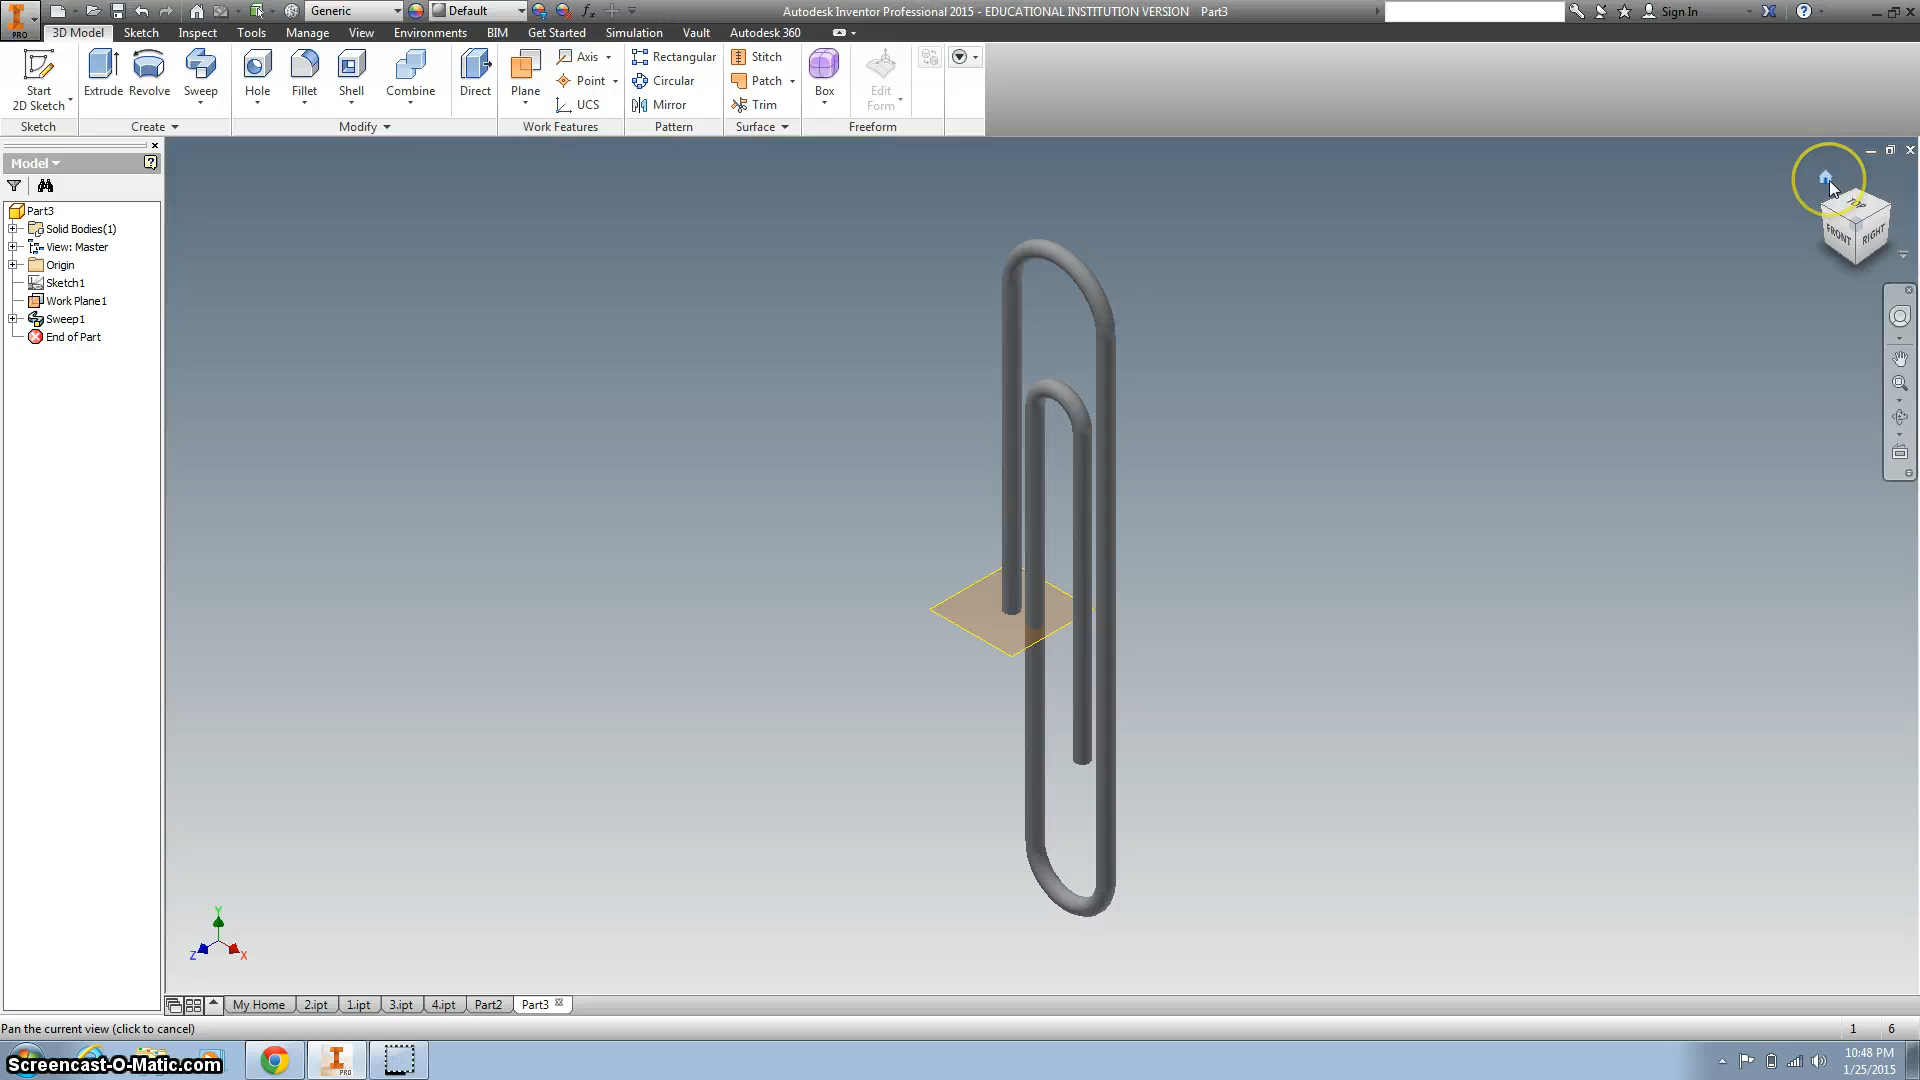 Generic
Default
Autodesk Inventor Professional 2015 - EDUCATIONAL INSTITUTION VERSION Part3
Sign In
PRO
3D Model Sketch Inspect Tools Manage View Environments BIM Get Started Simulation Vault Autodesk 360
Start
2D Sketch
Extrude
Revolve
Sweep
Hole
Fillet
Shell
Combine
Direct
Plane
Axis
Point
UCS
Rectangular
Circular
Mirror
Stitch
Patch
Trim
Box
Edit
Form
Sketch
Create
Modify
Work Features
Pattern
Surface
Freeform
Model
Part3
Solid Bodies(1)
View: Master
Origin
Sketch1
Work Plane1
Sweep1
End of Part
TOP
FRONT
RIGHT
Y
Z
X
My Home 2.ipt 1.ipt 3.ipt 4.ipt Part2 Part3
Pan the current view (click to cancel)
1 6
Screencast-O-Matic.com
PRO
10:48 PM
1/25/2015